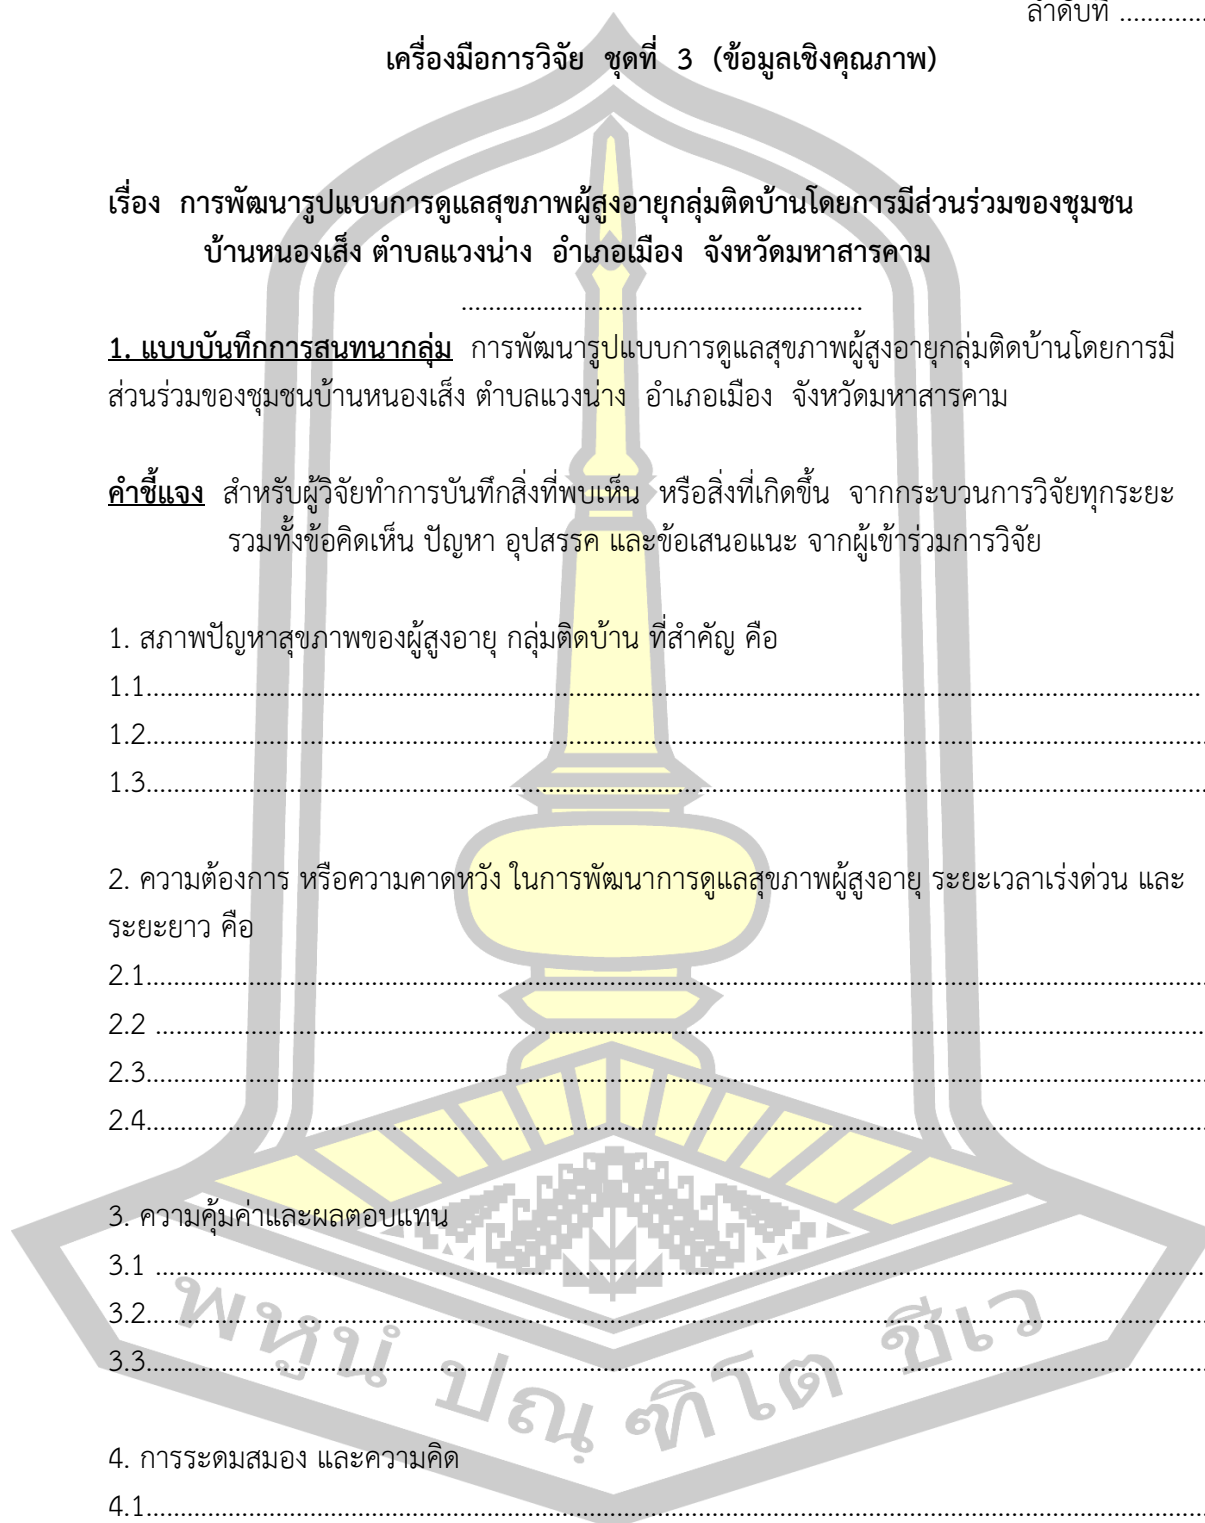 ลำดับที่ .............
เครื่องมือการวิจัย ชุดที่ 3 (ข้อมูลเชิงคุณภาพ)
เรื่อง การพัฒนารูปแบบการดูแลสุขภาพผู้สูงอายุกลุ่มติดบ้านโดยการมีส่วนร่วมของชุมชน
บ้านหนองเส็ง ตำบลแวงน่าง อำเภอเมือง จังหวัดมหาสารคาม
..........................................................
1. แบบบันทึกการสนทนากลุ่ม การพัฒนารูปแบบการดูแลสุขภาพผู้สูงอายุกลุ่มติดบ้านโดยการมี
ส่วนร่วมของชุมชนบ้านหนองเส็ง ตำบลแวงน่าง อำเภอเมือง จังหวัดมหาสารคาม
คำชี้แจง สำหรับผู้วิจัยทำการบันทึกสิ่งที่พบเห็น หรือสิ่งที่เกิดขึ้น จากกระบวนการวิจัยทุกระยะ
รวมทั้งข้อคิดเห็น ปัญหา อุปสรรค และข้อเสนอแนะ จากผู้เข้าร่วมการวิจัย
1. สภาพปัญหาสุขภาพของผู้สูงอายุ กลุ่มติดบ้าน ที่สำคัญ คือ
1.1..........................................................
1.2..........................................................
1.3..........................................................
2. ความต้องการ หรือความคาดหวัง ในการพัฒนาการดูแลสุขภาพผู้สูงอายุ ระยะเวลาเร่งด่วน และ
ระยะยาว คือ
2.1..........................................................
2.2 ..........................................................
2.3..........................................................
2.4..........................................................
3. ความคุ้มค่าและผลตอบแทน
3.1 ..........................................................
3.2..........................................................
3.3..........................................................
พหูนํ ปณฺฑิโต ชีเว
4. การระดมสมอง และความคิด
4.1..........................................................